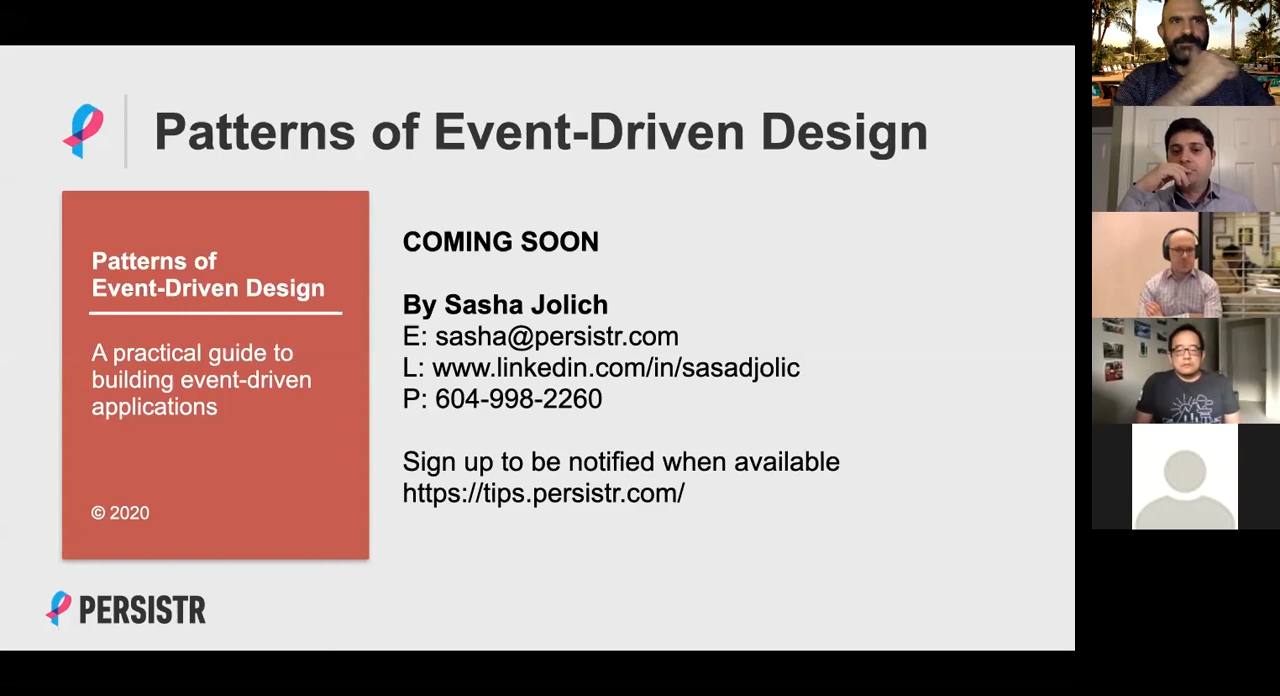 Patterns of Event-Driven Design
Patterns of
Event-Driven Design
A practical guide to
building event-driven
applications
© 2020
COMING SOON
By Sasha Jolich
E: sasha@persistr.com
L: www.linkedin.com/in/sasadjolic
P: 604-998-2260
Sign up to be notified when available
https://tips.persistr.com/
PERSISTR